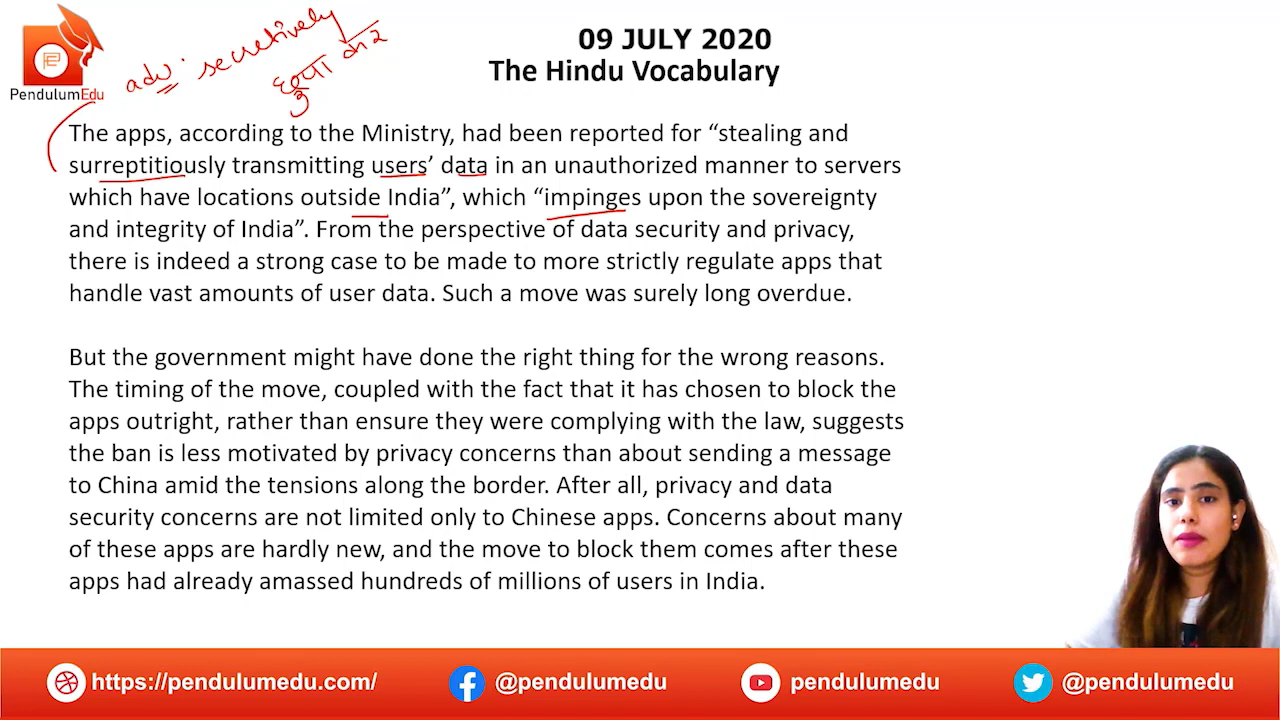 09 JULY 2020
The Hindu Vocabulary
PendulumEdu
adv. secretively
छुपा कर
The apps, according to the Ministry, had been reported for “stealing and
surreptitiously transmitting users’ data in an unauthorized manner to servers
which have locations outside India”, which “impinges upon the sovereignty
and integrity of India”. From the perspective of data security and privacy,
there is indeed a strong case to be made to more strictly regulate apps that
handle vast amounts of user data. Such a move was surely long overdue.
But the government might have done the right thing for the wrong reasons.
The timing of the move, coupled with the fact that it has chosen to block the
apps outright, rather than ensure they were complying with the law, suggests
the ban is less motivated by privacy concerns than about sending a message
to China amid the tensions along the border. After all, privacy and data
security concerns are not limited only to Chinese apps. Concerns about many
of these apps are hardly new, and the move to block them comes after these
apps had already amassed hundreds of millions of users in India.
https://pendulumedu.com/ @pendulumedu pendulumedu @pendulumedu